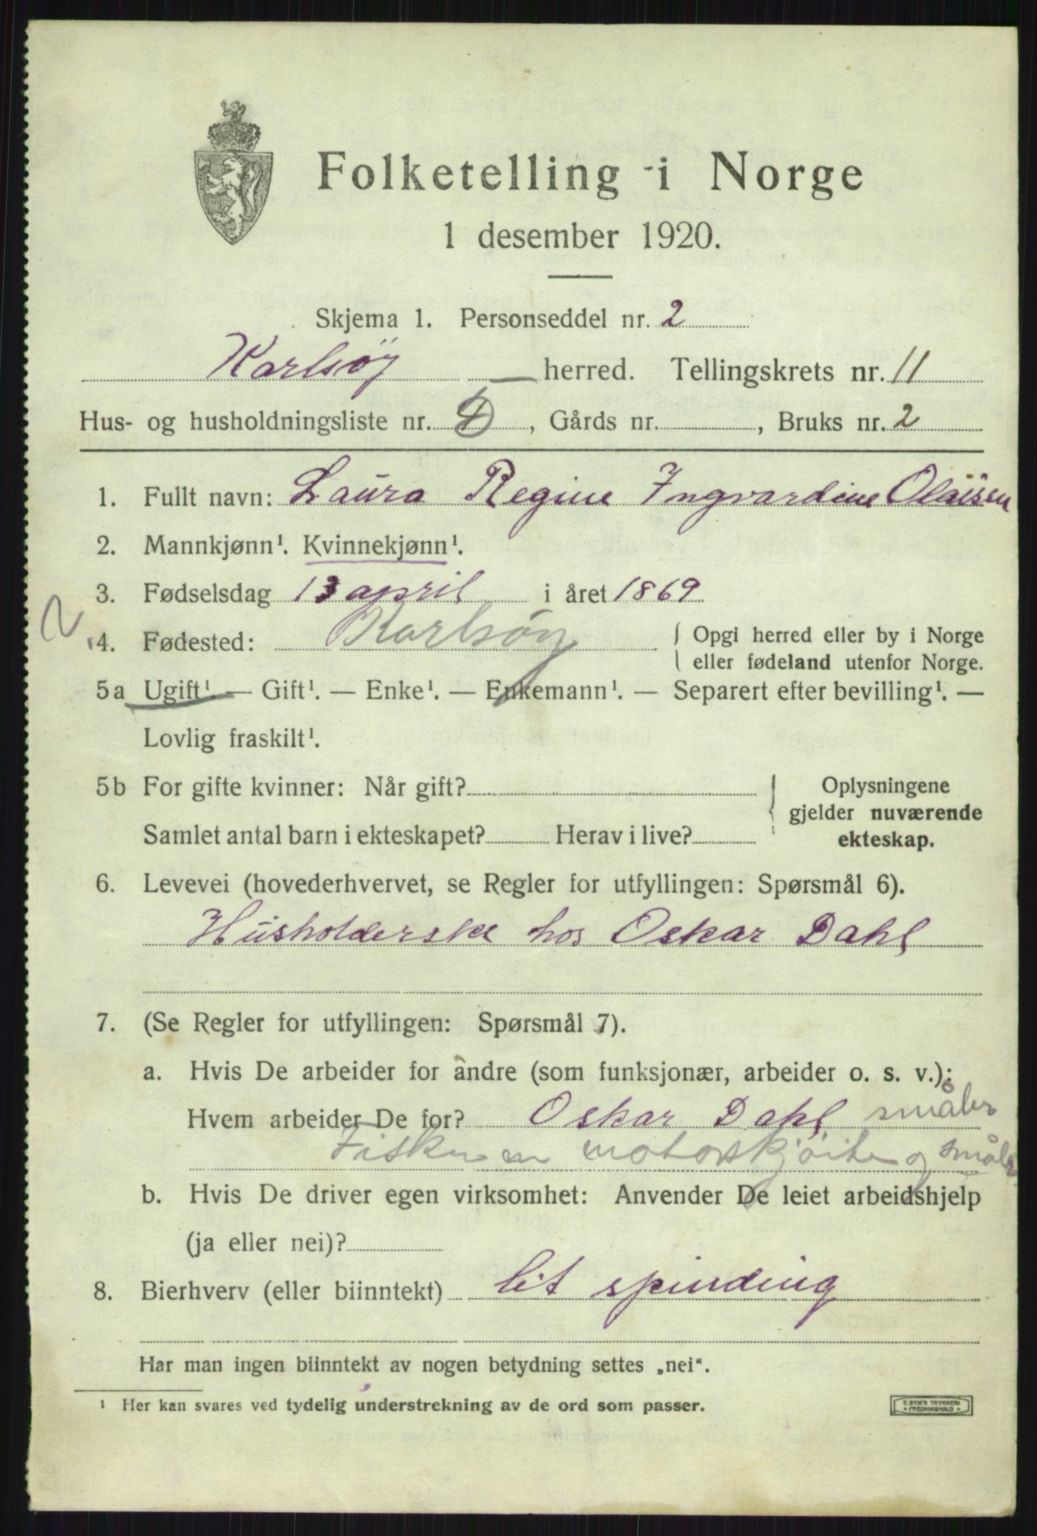 Folketelling i Norge
1 desember 1920.
Skjema 1. Personseddel nr. 2
Karlsöy herred. Tellingskrets nr. 11
Hus- og husholdningsliste nr. , Gårds nr. , Bruks nr. 2
1. Fullt navn: Laura Regine Ingvardine Olaisen
2. Mannkjønn¹. Kvinnekjønn¹.
3. Fødselsdag 13 april i året 1869
2
4. Fødested: Karlsöy { Opgi herred eller by i Norge
eller fødeland utenfor Norge.
5a Ugift¹ — Gift¹. — Enke¹. — Enkemann¹. — Separert efter bevilling¹. —
Lovlig fraskilt¹.
5b For gifte kvinner: Når gift? } Oplysningene
gjelder nuværende
Samlet antal barn i ekteskapet? Herav i live? ekteskap.
6. Levevei (hovederhvervet, se Regler for utfyllingen: Spørsmål 6).
Husholderske hos Oskar Dahl
7. (Se Regler for utfyllingen: Spørsmål 7).
a. Hvis De arbeider for andre (som funksjonær, arbeider o. s. v.):
Hvem arbeider De for? Oskar Dahl småbr
Fisker m motorskjöite og småbr
b. Hvis De driver egen virksomhet: Anvender De leiet arbeidshjelp
(ja eller nei)?
8. Bierhverv (eller biinntekt) lit spinding
Har man ingen biinntekt av nogen betydning settes „nei“.
¹ Her kan svares ved tydelig understrekning av de ord som passer.
E. SEM'S TRYKKERI
FREDRIKSHALD